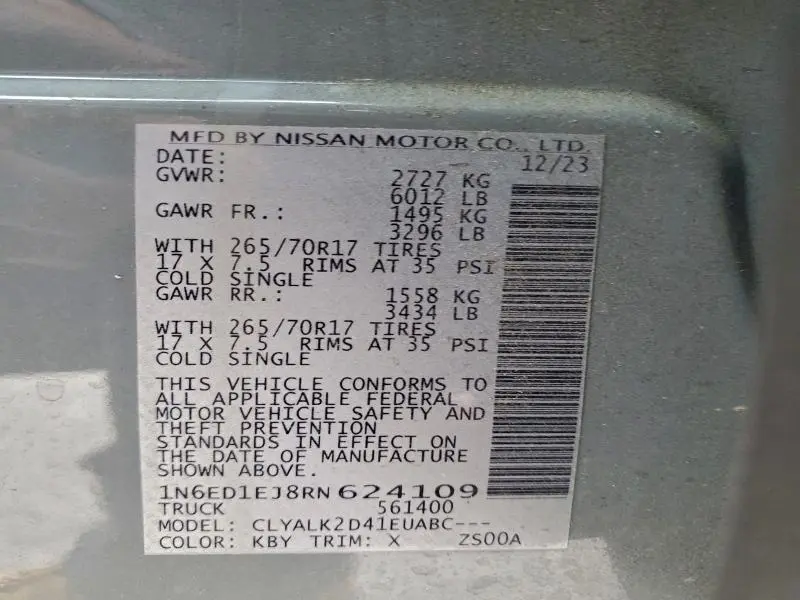 MFD BY NISSAN MOTOR CO., LTD.
DATE: 12/23
GVWR: 2727 KG
6012 LB
GAWR FR.: 1495 KG
3296 LB
WITH 265/70R17 TIRES
17 X 7.5 RIMS AT 35 PSI
COLD SINGLE
GAWR RR.: 1558 KG
3434 LB
WITH 265/70R17 TIRES
17 X 7.5 RIMS AT 35 PSI
COLD SINGLE
THIS VEHICLE CONFORMS TO
ALL APPLICABLE FEDERAL
MOTOR VEHICLE SAFETY AND
THEFT PREVENTION
STANDARDS IN EFFECT ON
THE DATE OF MANUFACTURE
SHOWN ABOVE.
1N6ED1EJ8RN624109
TRUCK 561400
MODEL: CLYALK2D41EUABC---
COLOR: KBY TRIM: X ZS00A